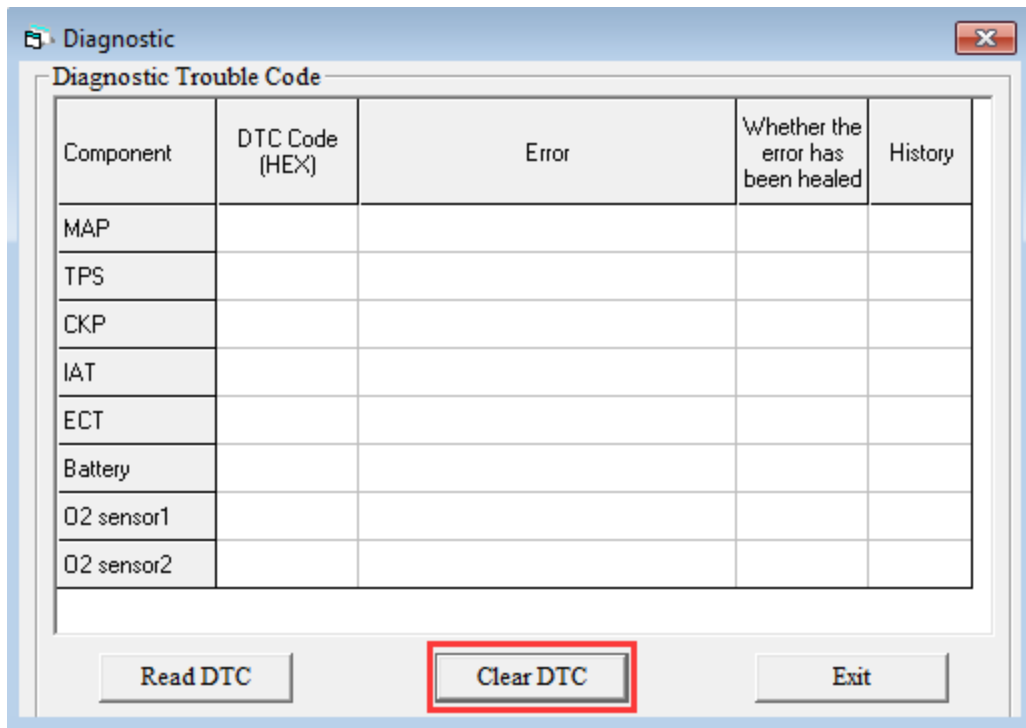 Diagnostic
Diagnostic Trouble Code
Component
DTC Code
(HEX)
Error
Whether the
error has
been healed
History
MAP
TPS
CKP
IAT
ECT
Battery
O2 sensor1
O2 sensor2
Read DTC
Clear DTC
Exit